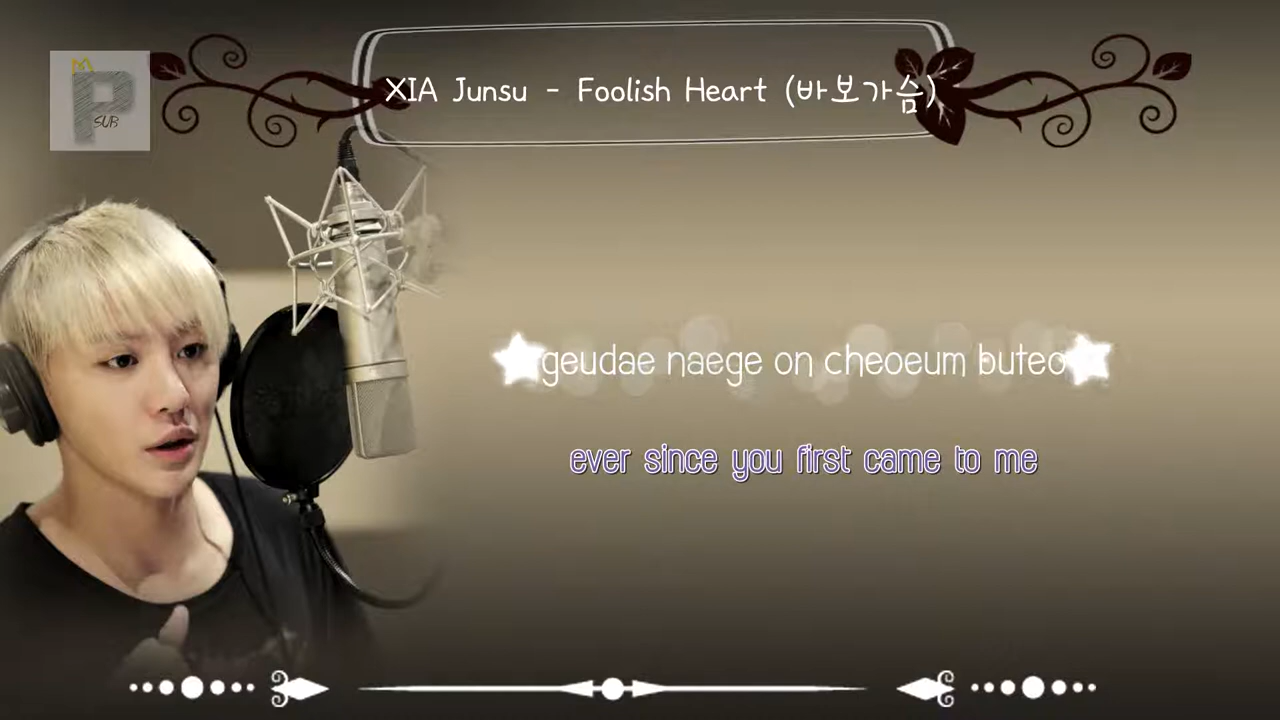 P
SUB
XIA Junsu - Foolish Heart (바보가슴)
geudae naege on cheoeum buteo
ever since you first came to me